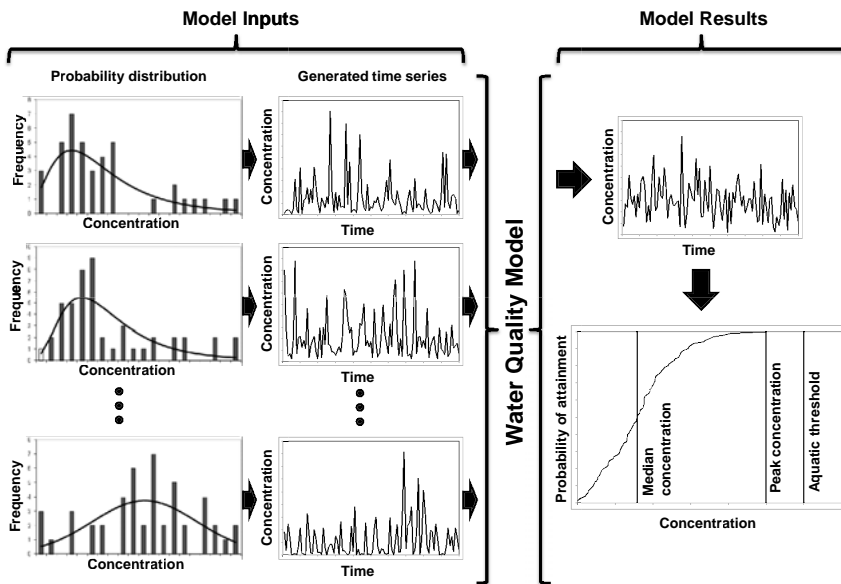 Model Inputs
Model Results
Probability distribution
Generated time series
Frequency
Concentration
Concentration
Time
Frequency
Concentration
Concentration
Time
Frequency
Concentration
Concentration
Time
Water Quality Model
Concentration
Time
Probability of attainment
Median
concentration
Peak concentration
Aquatic threshold
Concentration